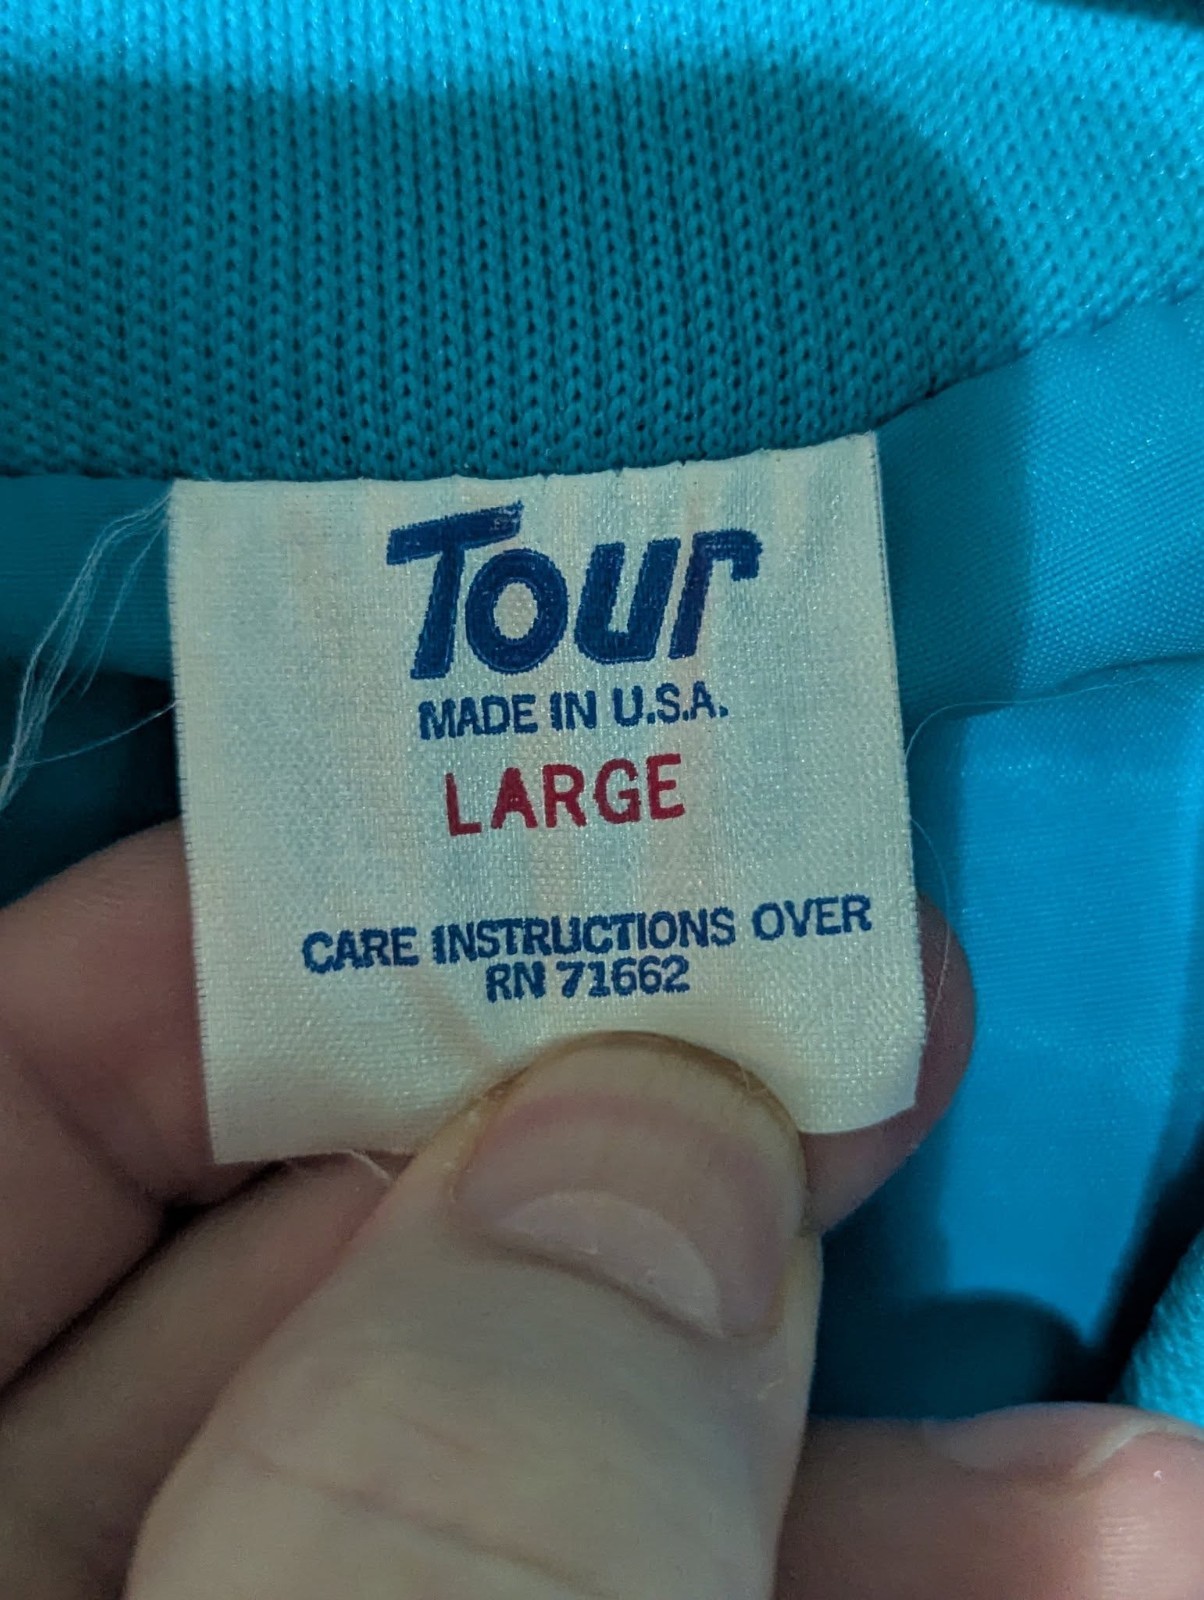 Tour
MADE IN U.S.A.
LARGE
CARE INSTRUCTIONS OVER
RN 71662